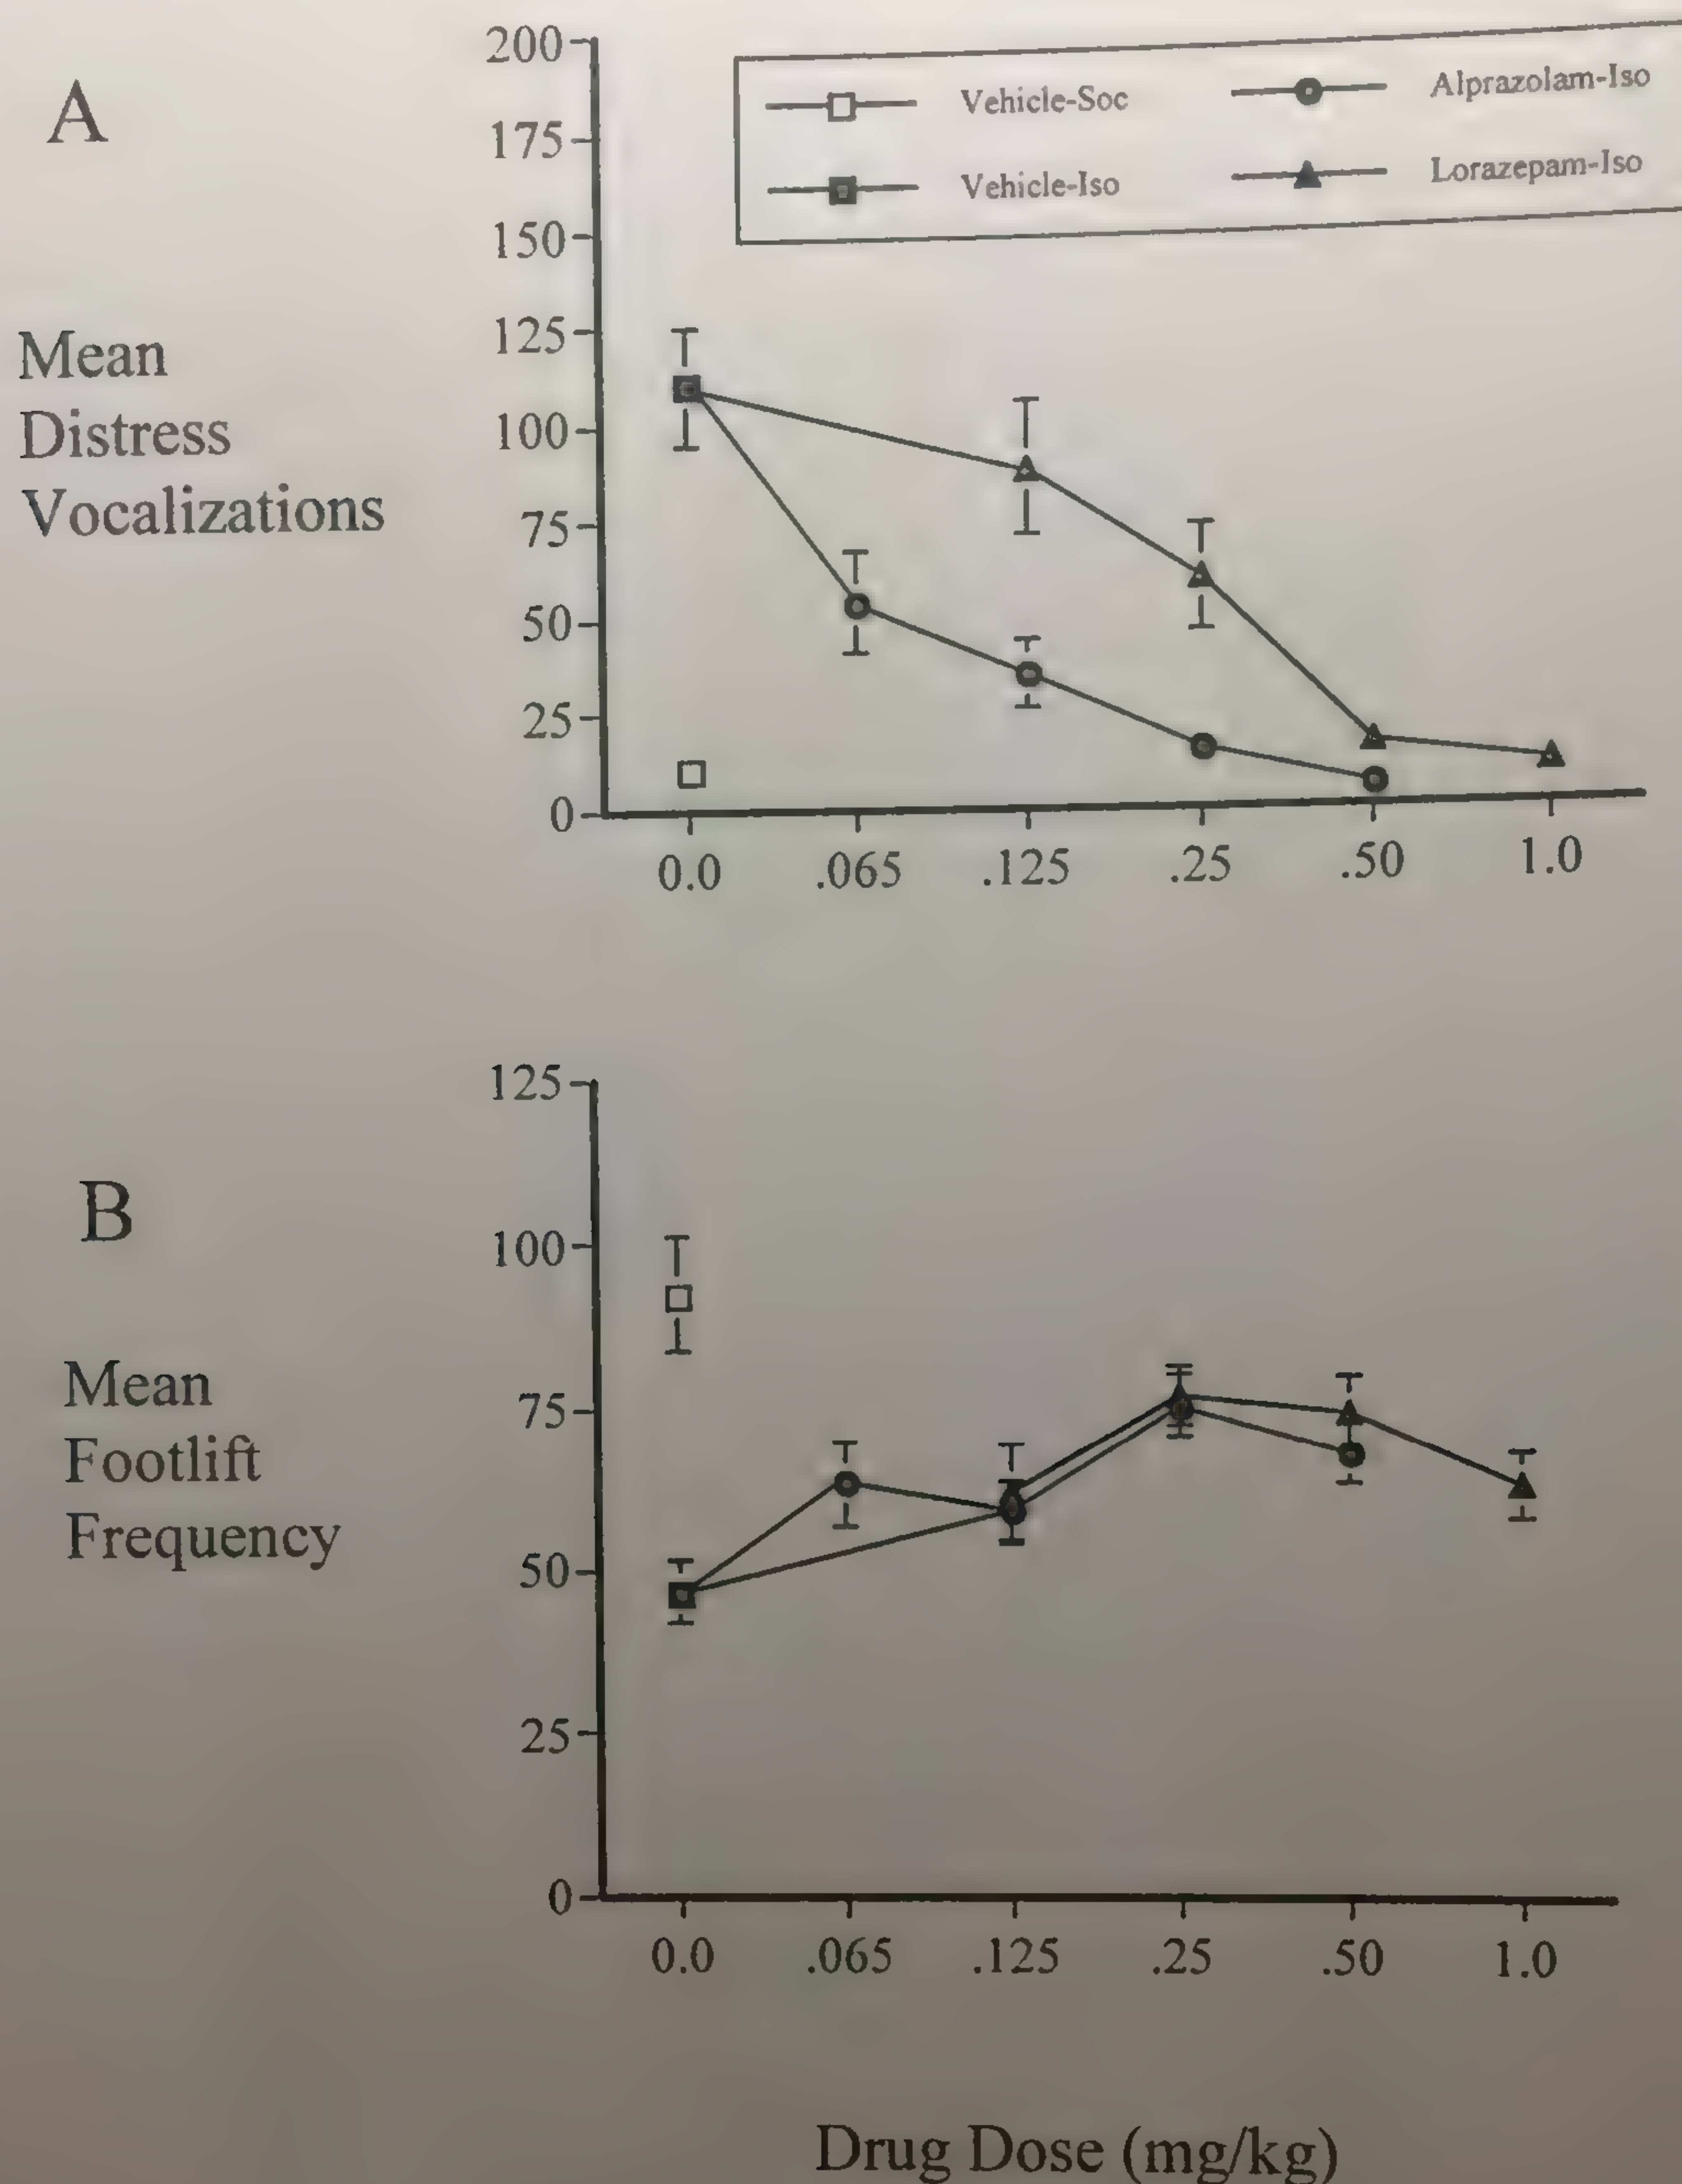 A
200
175
150
125
100
75
50
25
0
Vehicle-Soc
Alprazolam-Iso
Vehicle-Iso
Lorazepam-Iso
Mean
Distress
Vocalizations
0.0 .065 .125 .25 .50 1.0
B
125
100
75
50
25
0
Mean
Footlift
Frequency
0.0 .065 .125 .25 .50 1.0
Drug Dose (mg/kg)